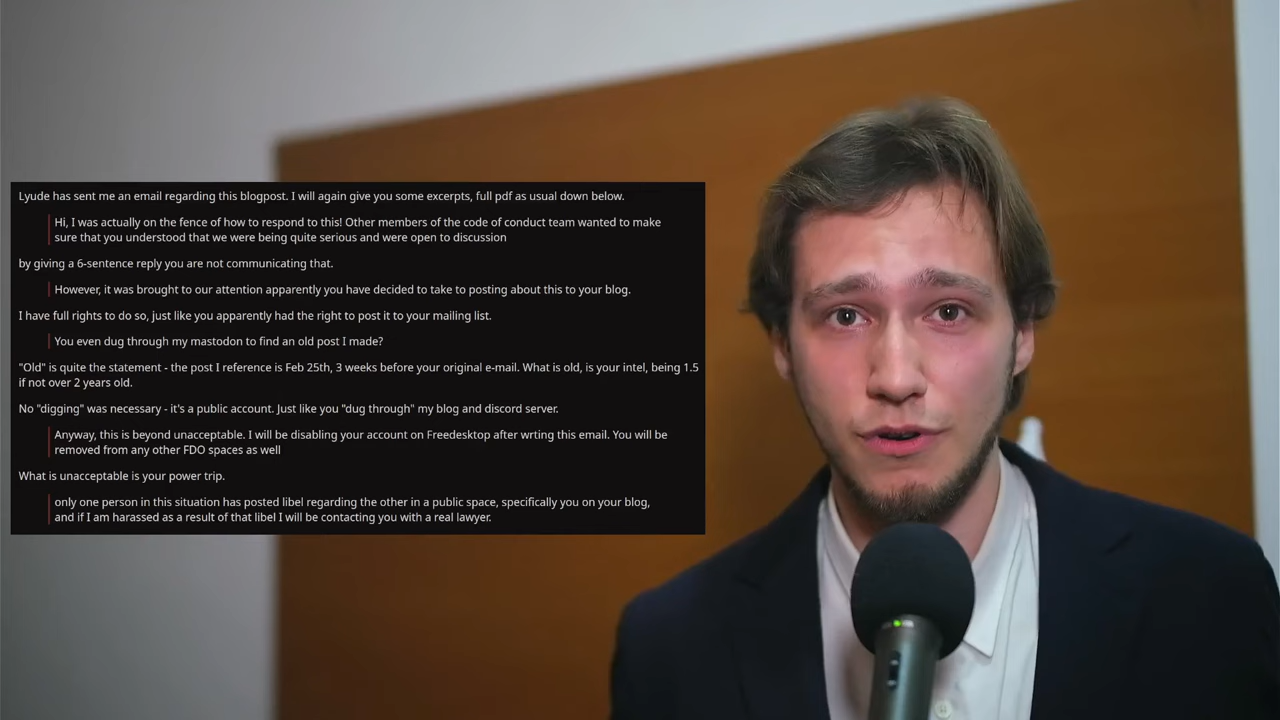 Lyude has sent me an email regarding this blogpost. I will again give you some excerpts, full pdf as usual down below.
Hi, I was actually on the fence of how to respond to this! Other members of the code of conduct team wanted to make
sure that you understood that we were being quite serious and were open to discussion
by giving a 6-sentence reply you are not communicating that.
However, it was brought to our attention apparently you have decided to take to posting about this to your blog.
I have full rights to do so, just like you apparently had the right to post it to your mailing list.
You even dug through my mastodon to find an old post I made?
"Old" is quite the statement - the post I reference is Feb 25th, 3 weeks before your original e-mail. What is old, is your intel, being 1.5
if not over 2 years old.
No "digging" was necessary - it's a public account. Just like you "dug through" my blog and discord server.
Anyway, this is beyond unacceptable. I will be disabling your account on Freedesktop after wrting this email. You will be
removed from any other FDO spaces as well
What is unacceptable is your power trip.
only one person in this situation has posted libel regarding the other in a public space, specifically you on your blog,
and if I am harassed as a result of that libel I will be contacting you with a real lawyer.